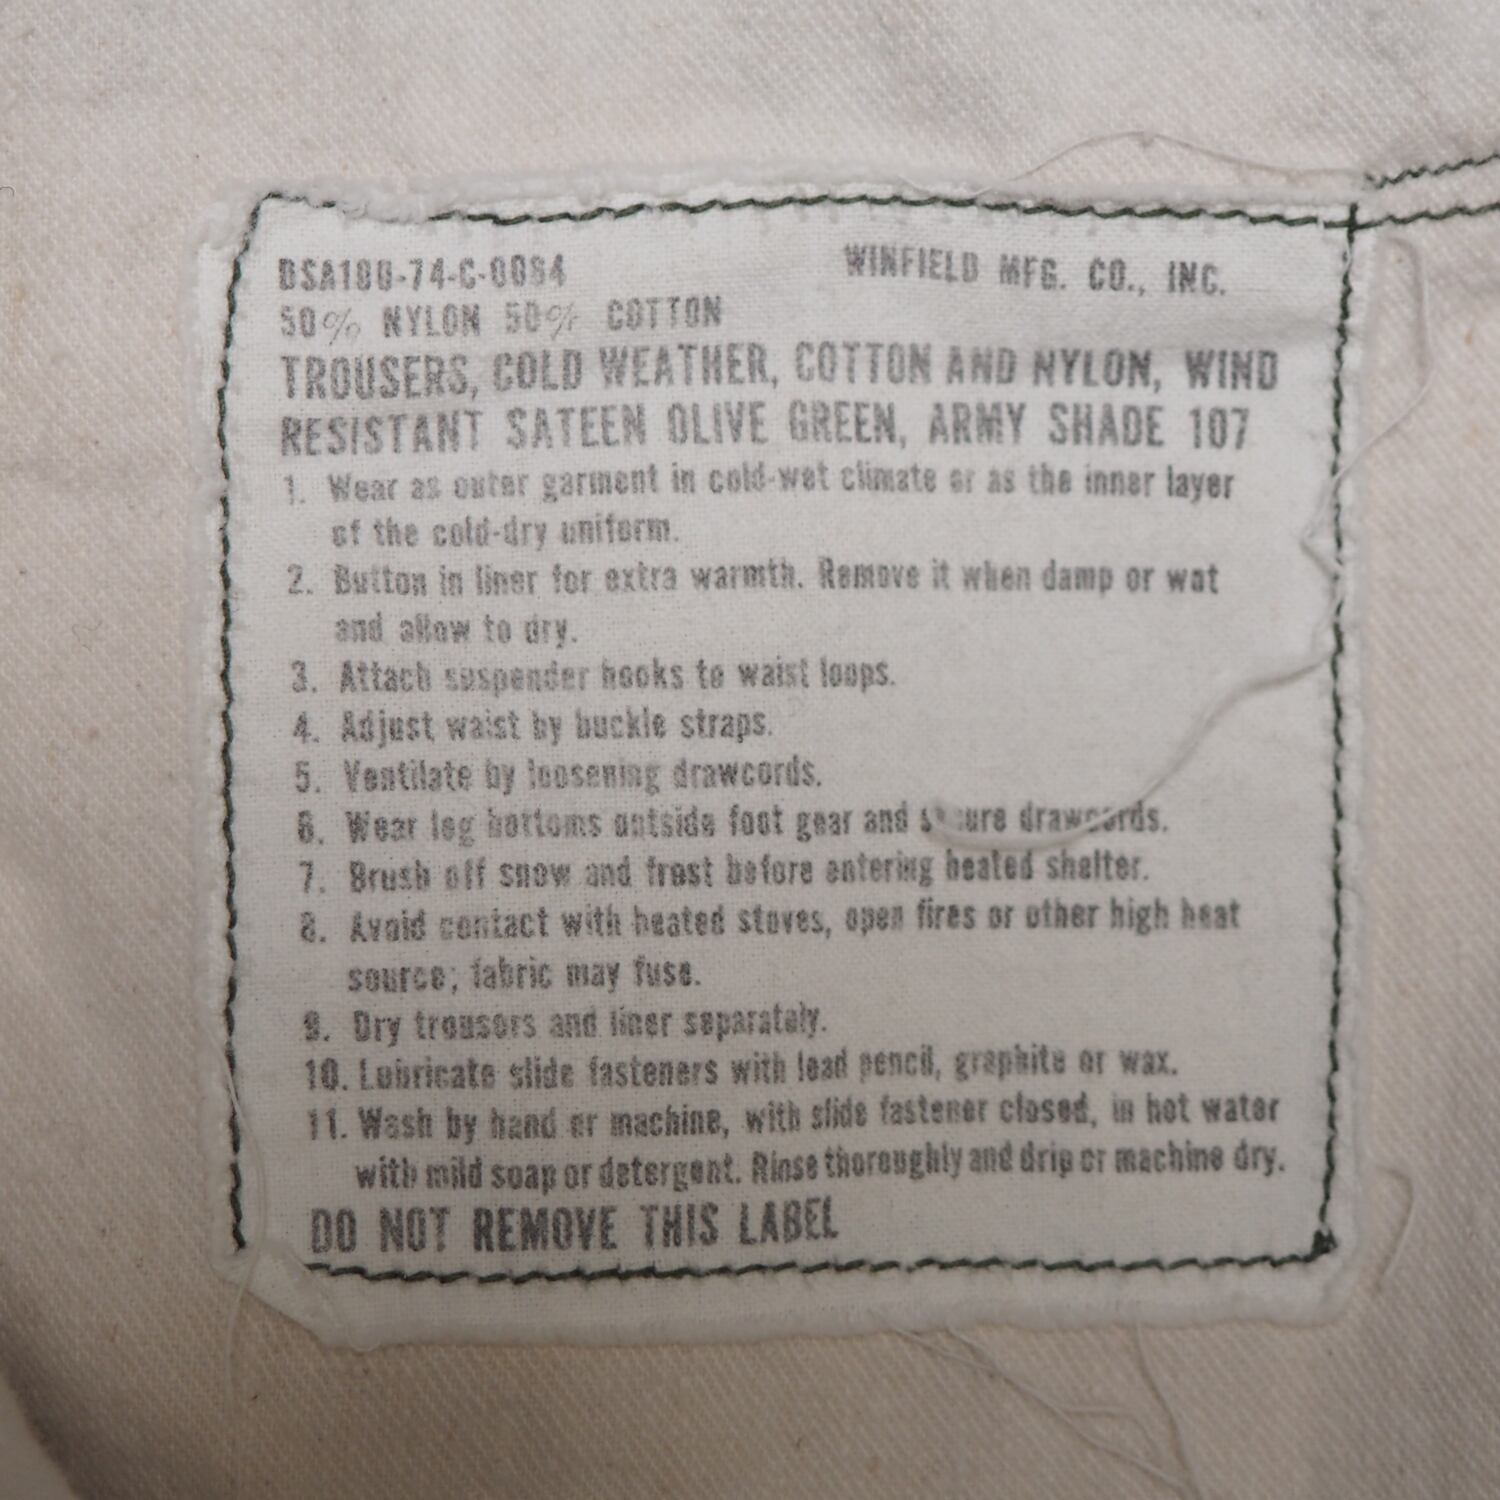 DSA100-74-C-0084 WINFIELD MFG. CO., INC.
50% NYLON 50% COTTON
TROUSERS, COLD WEATHER, COTTON AND NYLON, WIND
RESISTANT SATEEN OLIVE GREEN, ARMY SHADE 107
1. Wear as outer garment in cold-wet climate or as the inner layer
of the cold-dry uniform.
2. Button in liner for extra warmth. Remove it when damp or wet
and allow to dry.
3. Attach suspender hooks to waist loops.
4. Adjust waist by buckle straps.
5. Ventilate by loosening drawcords.
6. Wear leg bottoms outside foot gear and secure drawcords.
7. Brush off snow and frost before entering heated shelter.
8. Avoid contact with heated stoves, open fires or other high heat
source; fabric may fuse.
9. Dry trousers and liner separately.
10. Lubricate slide fasteners with lead pencil, graphite or wax.
11. Wash by hand or machine, with slide fastener closed, in hot water
with mild soap or detergent. Rinse thoroughly and drip or machine dry.
DO NOT REMOVE THIS LABEL